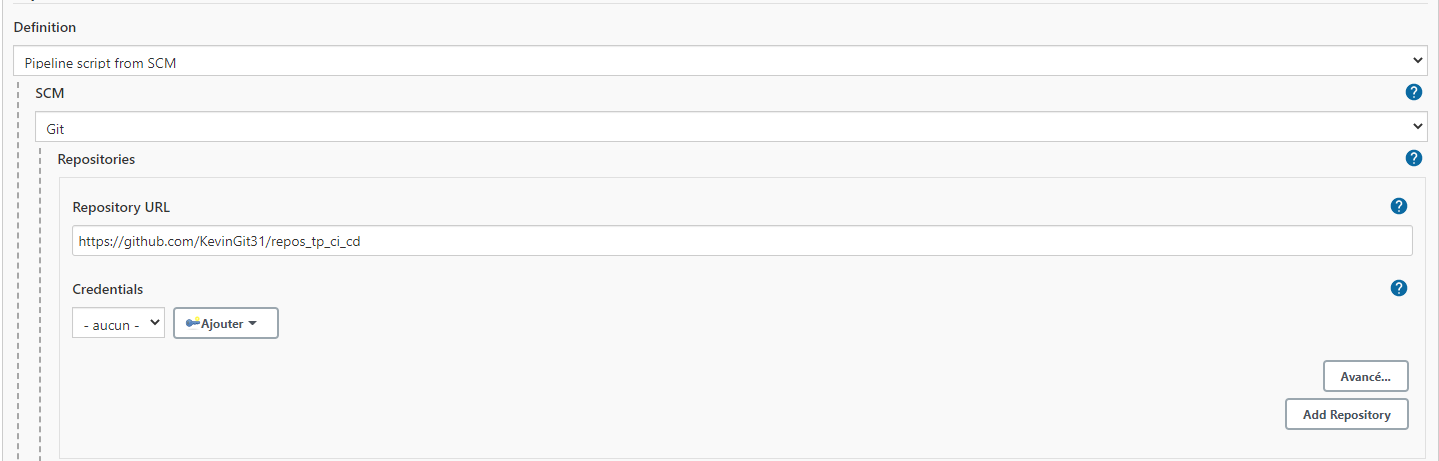 Definition
Pipeline script from SCM
SCM
Git
Repositories
Repository URL
https://github.com/KevinGit31/repos_tp_ci_cd
Credentials
- aucun -
Ajouter
Avancé...
Add Repository